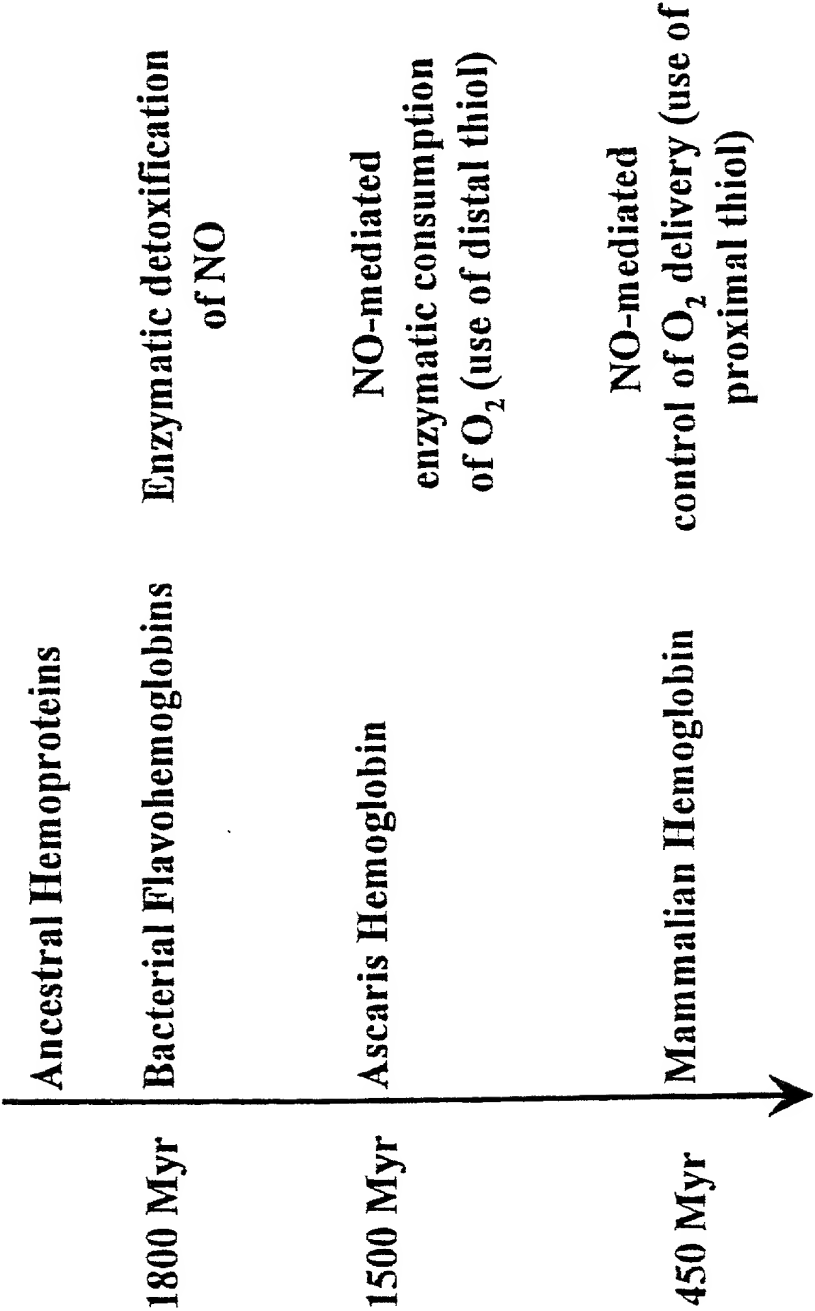 Ancestral Hemoproteins
1800 Myr
Bacterial Flavohemoglobins
Enzymatic detoxification
of NO
1500 Myr
Ascaris Hemoglobin
NO-mediated
enzymatic consumption
of O₂ (use of distal thiol)
450 Myr
Mammalian Hemoglobin
NO-mediated
control of O₂ delivery (use of
proximal thiol)